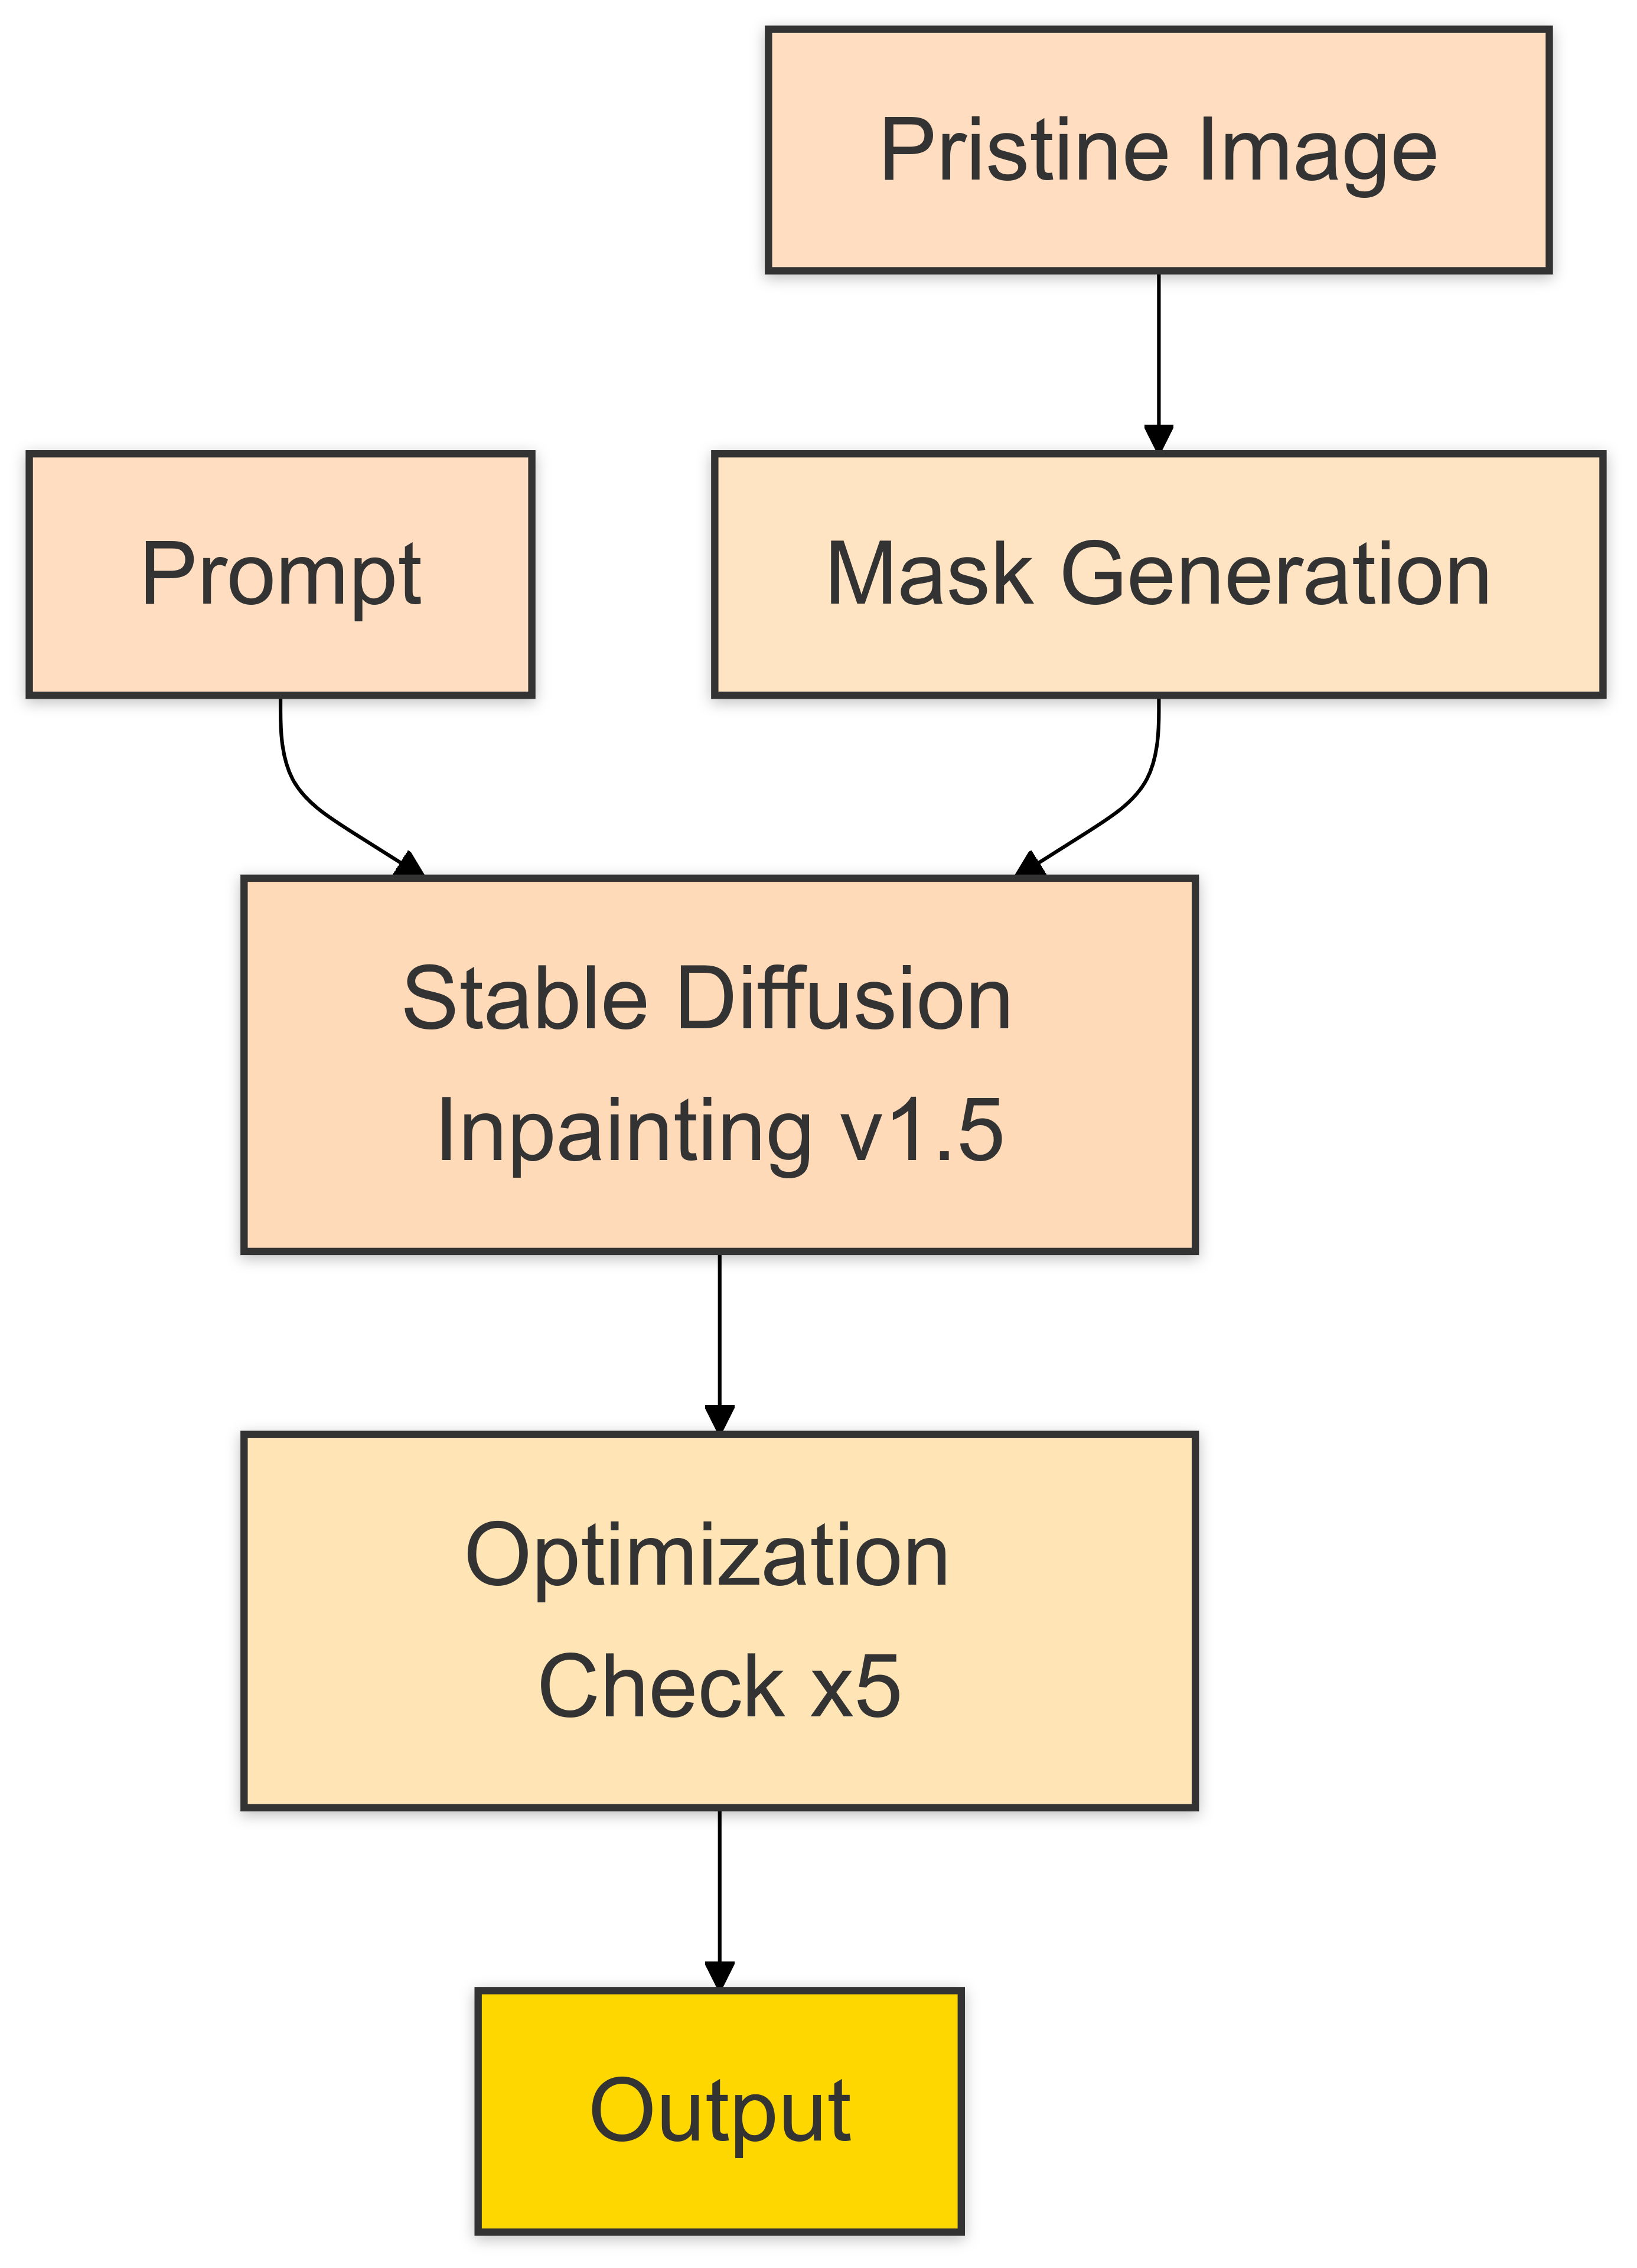 Pristine Image
Prompt
Mask Generation
Stable Diffusion
Inpainting v1.5
Optimization
Check x5
Output